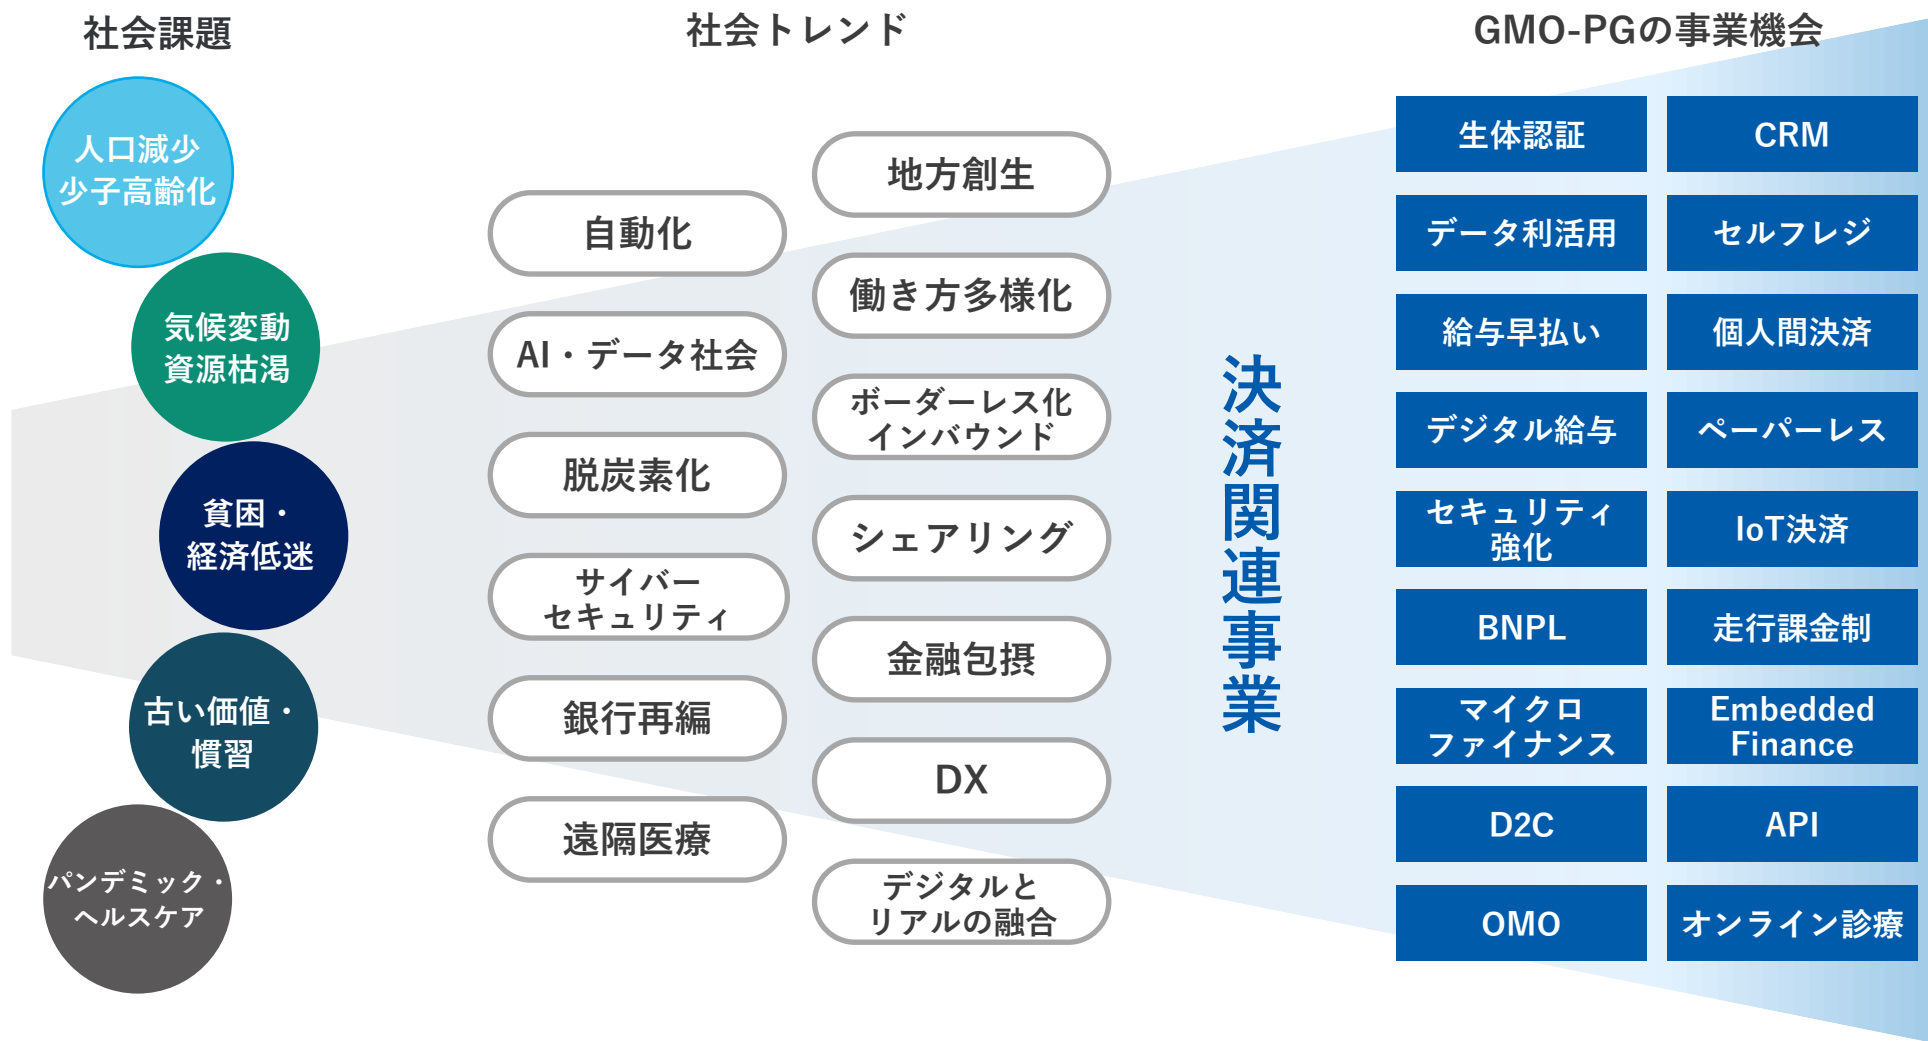 社会課題
社会トレンド
GMO-PGの事業機会
人口減少
少子高齢化
気候変動
資源枯渇
貧困・
経済低迷
古い価値・
慣習
パンデミック・
ヘルスケア
自動化
AI・データ社会
脱炭素化
サイバー
セキュリティ
銀行再編
遠隔医療
地方創生
働き方多様化
ボーダーレス化
インバウンド
シェアリング
金融包摂
DX
デジタルと
リアルの融合
決済関連事業
生体認証
CRM
データ利活用
セルフレジ
給与早払い
個人間決済
デジタル給与
ペーパーレス
セキュリティ
強化
IoT決済
BNPL
走行課金制
マイクロ
ファイナンス
Embedded
Finance
D2C
API
OMO
オンライン診療